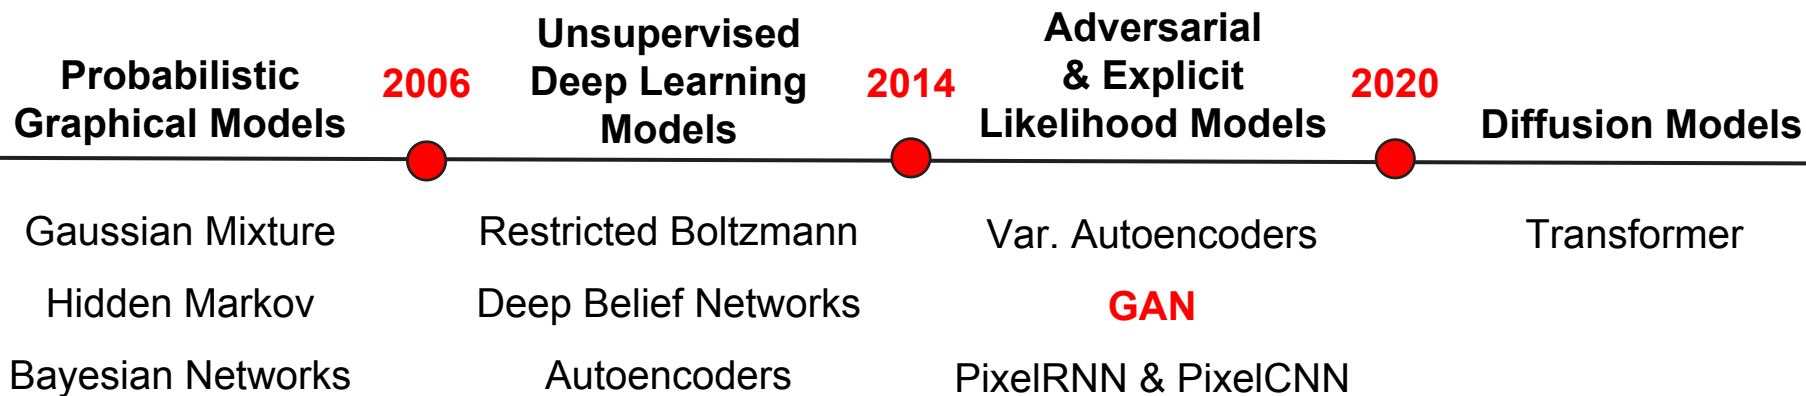 Probabilistic
Graphical Models
2006
Unsupervised
Deep Learning
Models
2014
Adversarial
& Explicit
Likelihood Models
2020
Diffusion Models
Gaussian Mixture
Hidden Markov
Bayesian Networks
Restricted Boltzmann
Deep Belief Networks
Autoencoders
Var. Autoencoders
GAN
PixelRNN & PixelCNN
Transformer